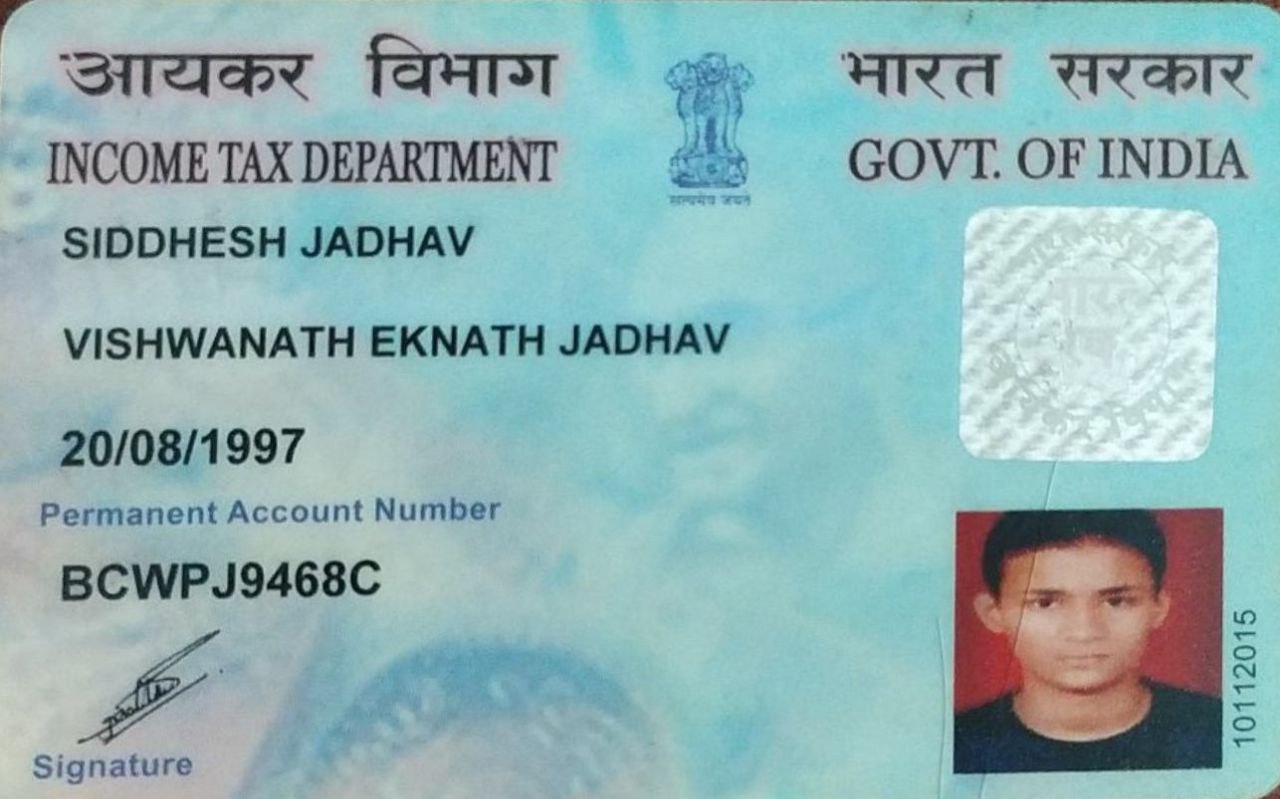 आयकर विभाग
INCOME TAX DEPARTMENT
सत्यमेव जयते
भारत सरकार
GOVT. OF INDIA
SIDDHESH JADHAV
VISHWANATH EKNATH JADHAV
20/08/1997
Permanent Account Number
BCWPJ9468C
Signature
10112015